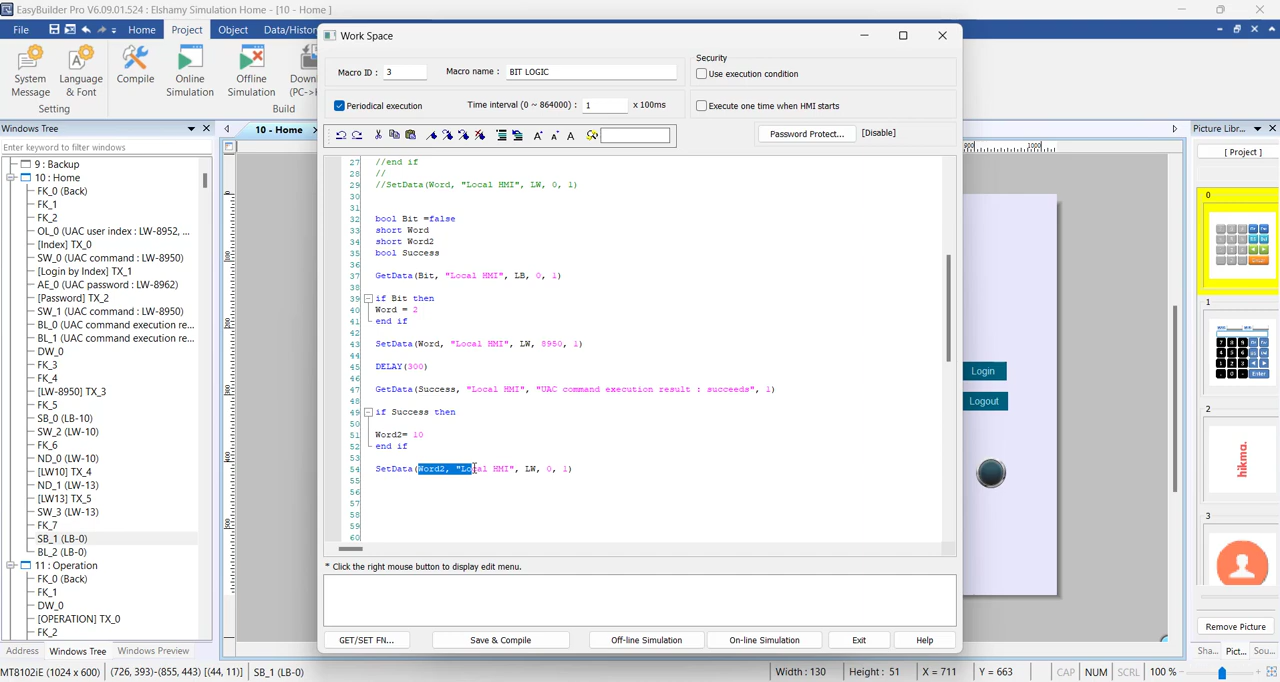 EasyBuilder Pro V6.09.01.524 : Elshamy Simulation Home - [10 - Home ]
File Home Project Object Data/Histor
System Message
Language & Font
Compile
Online Simulation
Offline Simulation
Down (PC->H
Setting
Build
Windows Tree
Enter keyword to filter windows
9 : Backup
10 : Home
FK_0 (Back)
FK_1
FK_2
OL_0 (UAC user index : LW-8952, ...
[Index] TX_0
SW_0 (UAC command : LW-8950)
[Login by Index] TX_1
AE_0 (UAC password : LW-8962)
[Password] TX_2
SW_1 (UAC command : LW-8950)
BL_0 (UAC command execution re...
BL_1 (UAC command execution re...
DW_0
FK_3
FK_4
[LW-8950] TX_3
FK_5
SB_0 (LB-10)
SW_2 (LW-10)
FK_6
ND_0 (LW-10)
[LW10] TX_4
ND_1 (LW-13)
[LW13] TX_5
SW_3 (LW-13)
FK_7
SB_1 (LB-0)
BL_2 (LB-0)
11 : Operation
FK_0 (Back)
FK_1
DW_0
[OPERATION] TX_0
FK_2
Address Windows Tree Windows Preview
10 - Home
Work Space
Macro ID : 3
Macro name : BIT LOGIC
Security
Use execution condition
Periodical execution
Time interval (0 ~ 864000) : 1 x 100ms
Execute one time when HMI starts
Password Protect... [Disable]
27 //end if
28 //
29 //SetData(Word, "Local HMI", LW, 0, 1)
30
31
32 bool Bit =false
33 short Word
34 short Word2
35 bool Success
36
37 GetData(Bit, "Local HMI", LB, 0, 1)
38
39 if Bit then
40 Word = 2
41 end if
42
43 SetData(Word, "Local HMI", LW, 8950, 1)
44
45 DELAY(300)
46
47 GetData(Success, "Local HMI", "UAC command execution result : succeeds", 1)
48
49 if Success then
50
51 Word2= 10
52 end if
53
54 SetData(Word2, "Local HMI", LW, 0, 1)
55
56
57
58
59
60
* Click the right mouse button to display edit menu.
GET/SET FN... Save & Compile Off-line Simulation On-line Simulation Exit Help
900 1000
Login
Logout
Picture Libr...
[ Project ]
0
1
2
hikma.
3
Remove Picture
Sha... Pict... Sou...
MT8102iE (1024 x 600) (726, 393)-(855, 443) [(44, 11)] SB_1 (LB-0) Width : 130 Height : 51 X = 711 Y = 663 CAP NUM SCRL 100 %